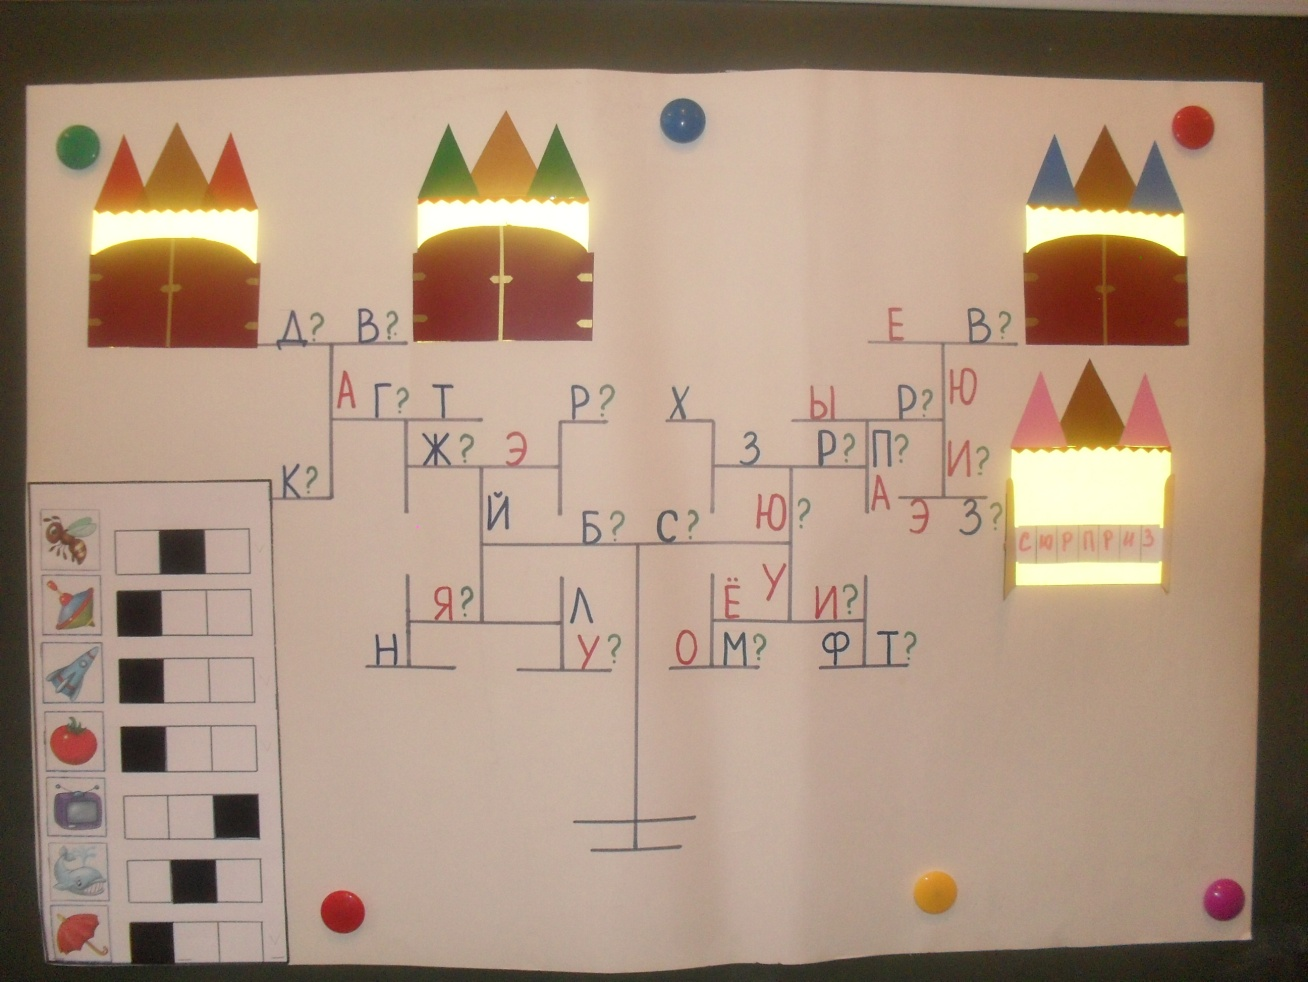 Д? В? Е В?
А Г? Т Р? Х Ы Р? Ю
Ж? Э З Р? П? И?
К? Й Б? С? Ю? А Э З?
СЮРПРИЗ
Я? Л Ё У И?
Н У? О М? Ф Т?